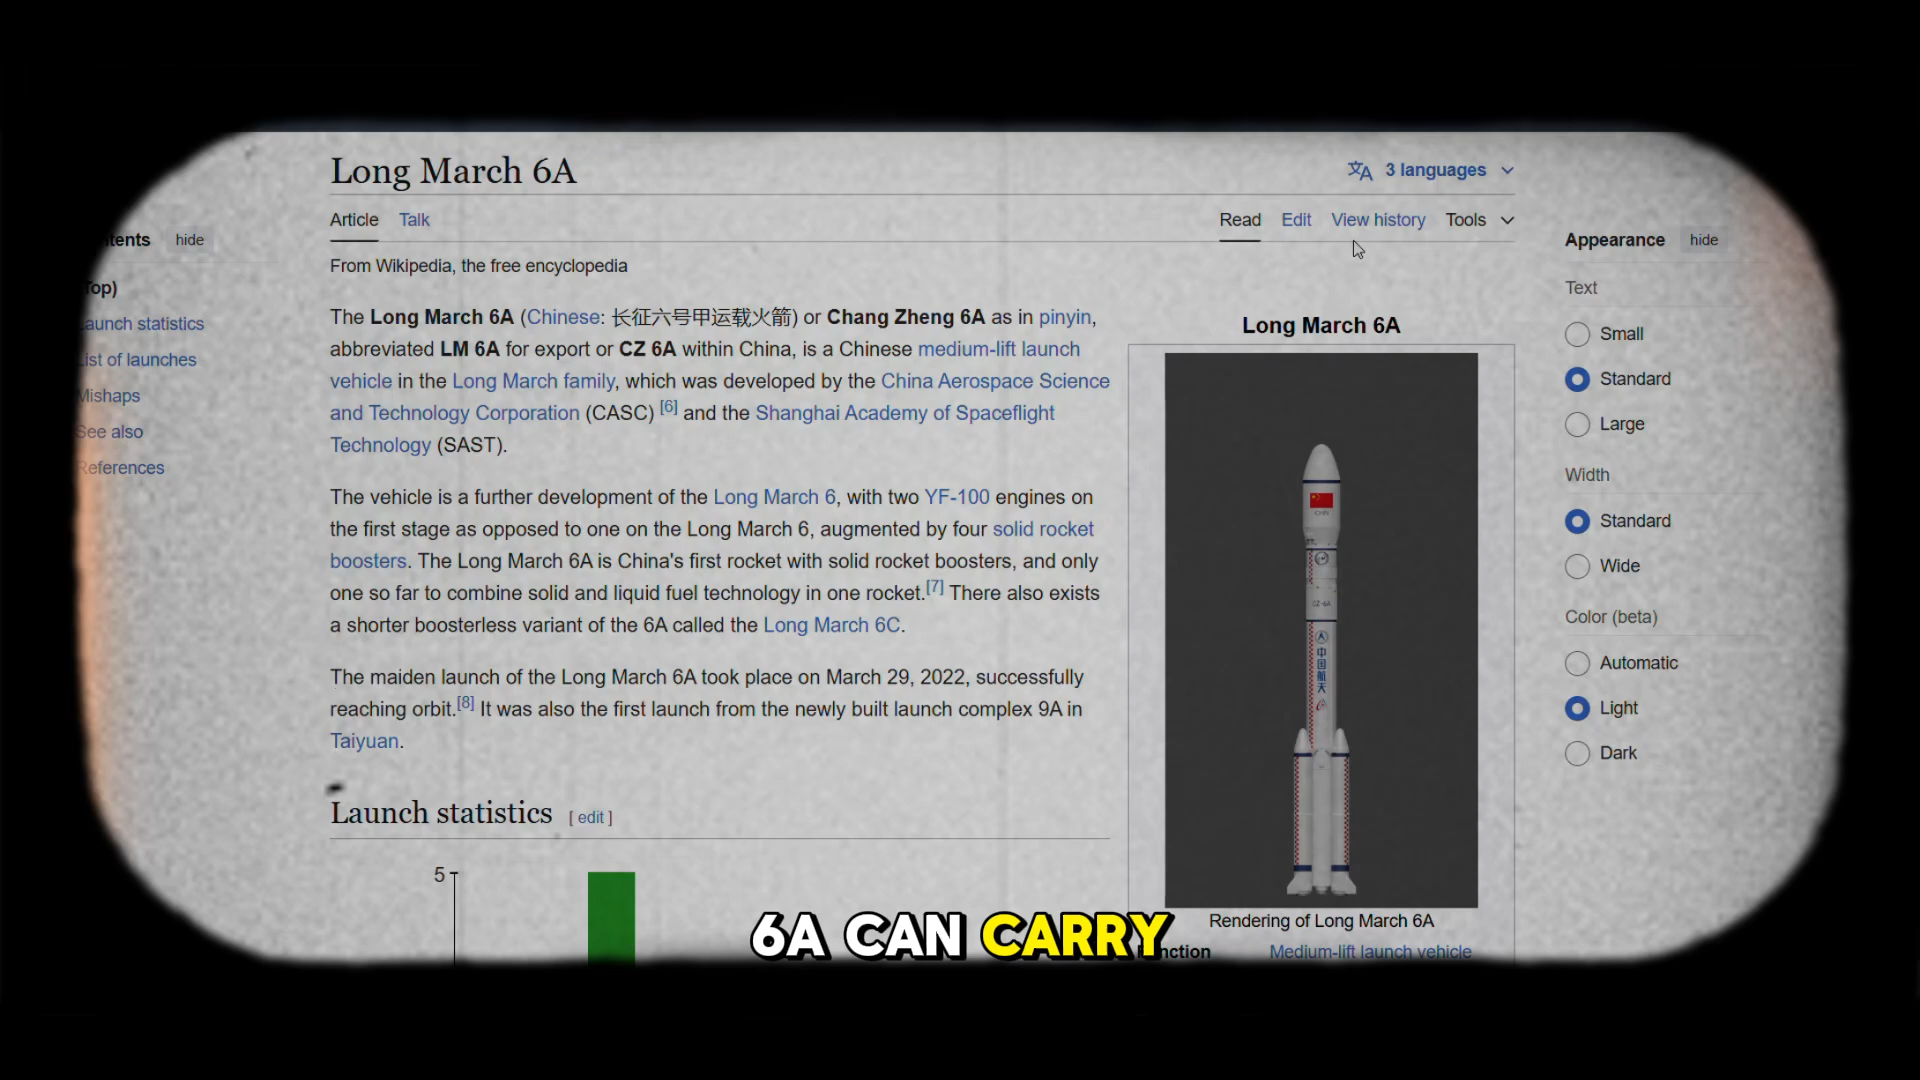 Long March 6A
3 languages
Article Talk
Read Edit View history Tools
From Wikipedia, the free encyclopedia
The Long March 6A (Chinese: 长征六号甲运载火箭) or Chang Zheng 6A as in pinyin,
abbreviated LM 6A for export or CZ 6A within China, is a Chinese medium-lift launch
vehicle in the Long March family, which was developed by the China Aerospace Science
and Technology Corporation (CASC) [6] and the Shanghai Academy of Spaceflight
Technology (SAST).
The vehicle is a further development of the Long March 6, with two YF-100 engines on
the first stage as opposed to one on the Long March 6, augmented by four solid rocket
boosters. The Long March 6A is China's first rocket with solid rocket boosters, and only
one so far to combine solid and liquid fuel technology in one rocket.[7] There also exists
a shorter boosterless variant of the 6A called the Long March 6C.
The maiden launch of the Long March 6A took place on March 29, 2022, successfully
reaching orbit.[8] It was also the first launch from the newly built launch complex 9A in
Taiyuan.
Launch statistics [ edit ]
5
tents hide
Top)
aunch statistics
List of launches
Mishaps
See also
References
Long March 6A
中国航天
CZ-6A
Rendering of Long March 6A
nction Medium-lift launch vehicle
Appearance hide
Text
Small
Standard
Large
Width
Standard
Wide
Color (beta)
Automatic
Light
Dark
6A CAN CARRY